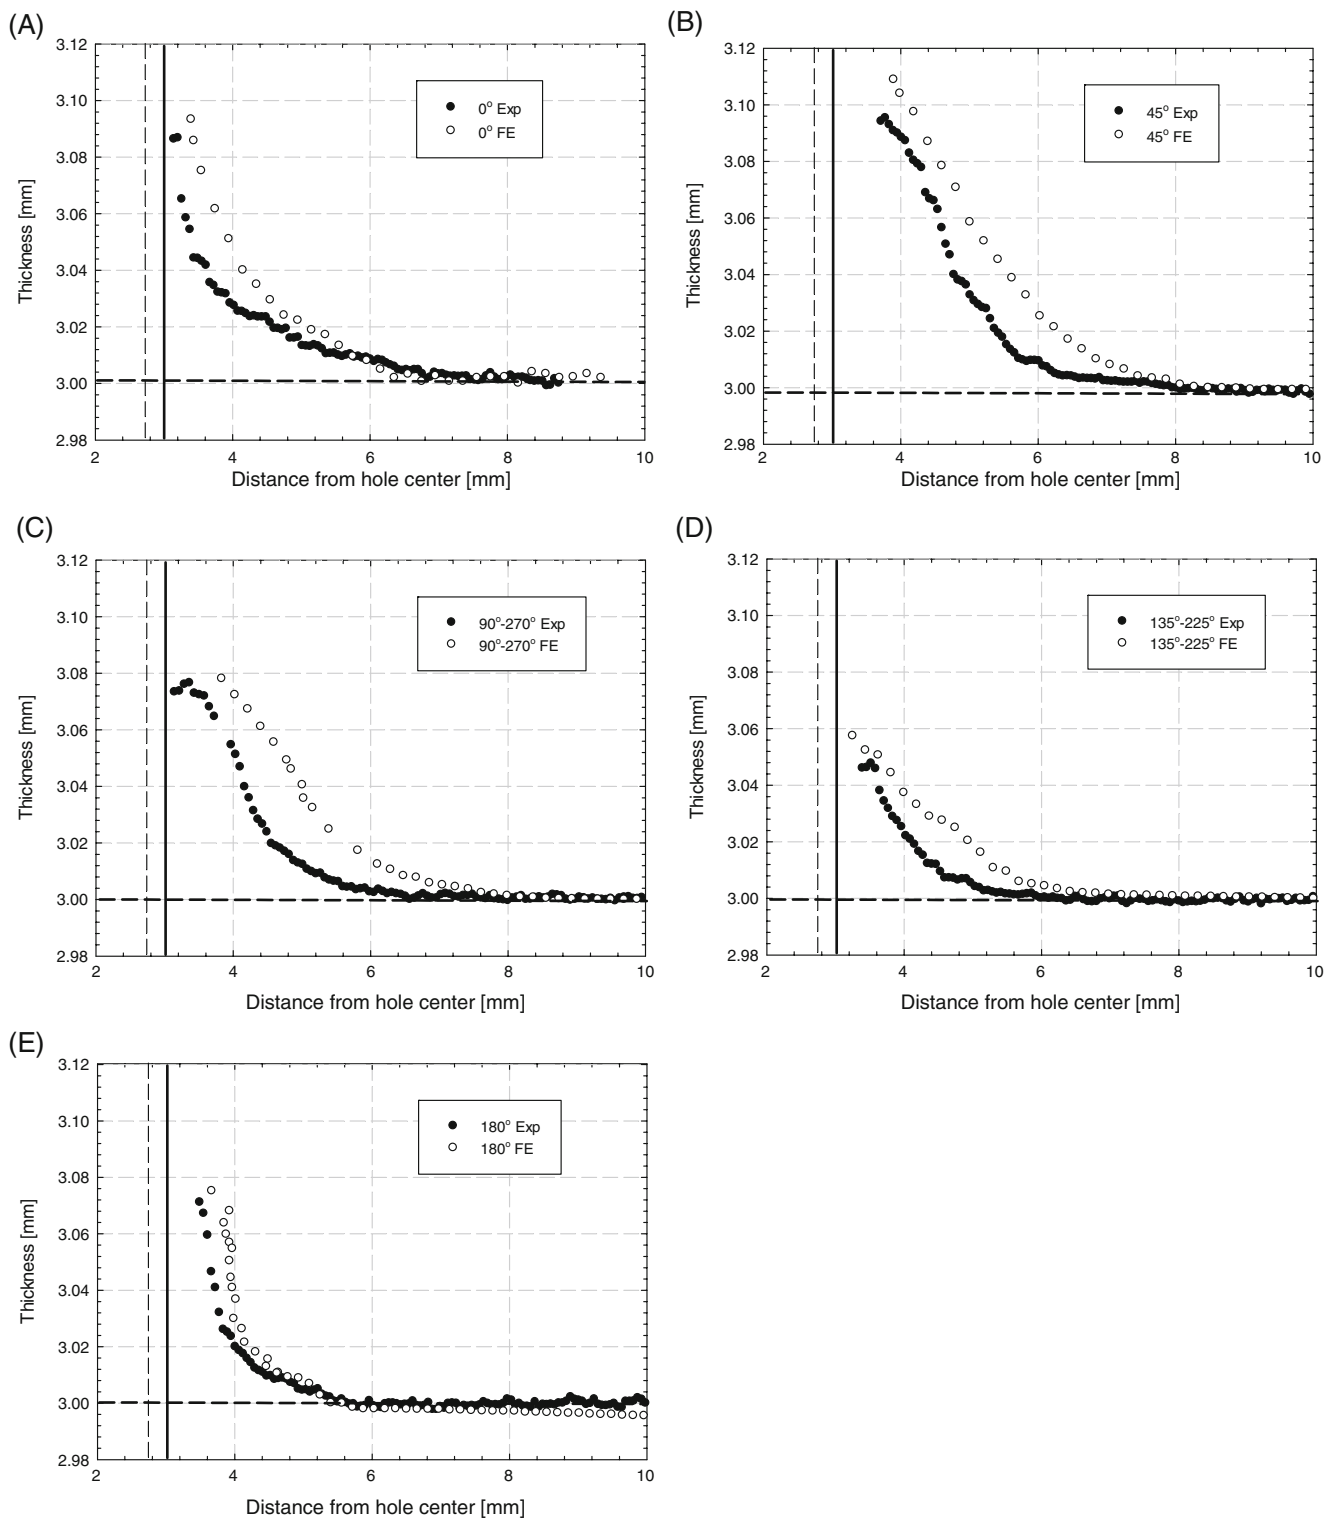 (A)
3.12
3.10
3.08
3.06
3.04
3.02
3.00
2.98
Thickness [mm]
0° Exp
0° FE
2 4 6 8 10
Distance from hole center [mm]
(B)
3.12
3.10
3.08
3.06
3.04
3.02
3.00
2.98
Thickness [mm]
45° Exp
45° FE
2 4 6 8 10
Distance from hole center [mm]
(C)
3.12
3.10
3.08
3.06
3.04
3.02
3.00
2.98
Thickness [mm]
90°-270° Exp
90°-270° FE
2 4 6 8 10
Distance from hole center [mm]
(D)
3.12
3.10
3.08
3.06
3.04
3.02
3.00
2.98
Thickness [mm]
135°-225° Exp
135°-225° FE
2 4 6 8 10
Distance from hole center [mm]
(E)
3.12
3.10
3.08
3.06
3.04
3.02
3.00
2.98
Thickness [mm]
180° Exp
180° FE
2 4 6 8 10
Distance from hole center [mm]